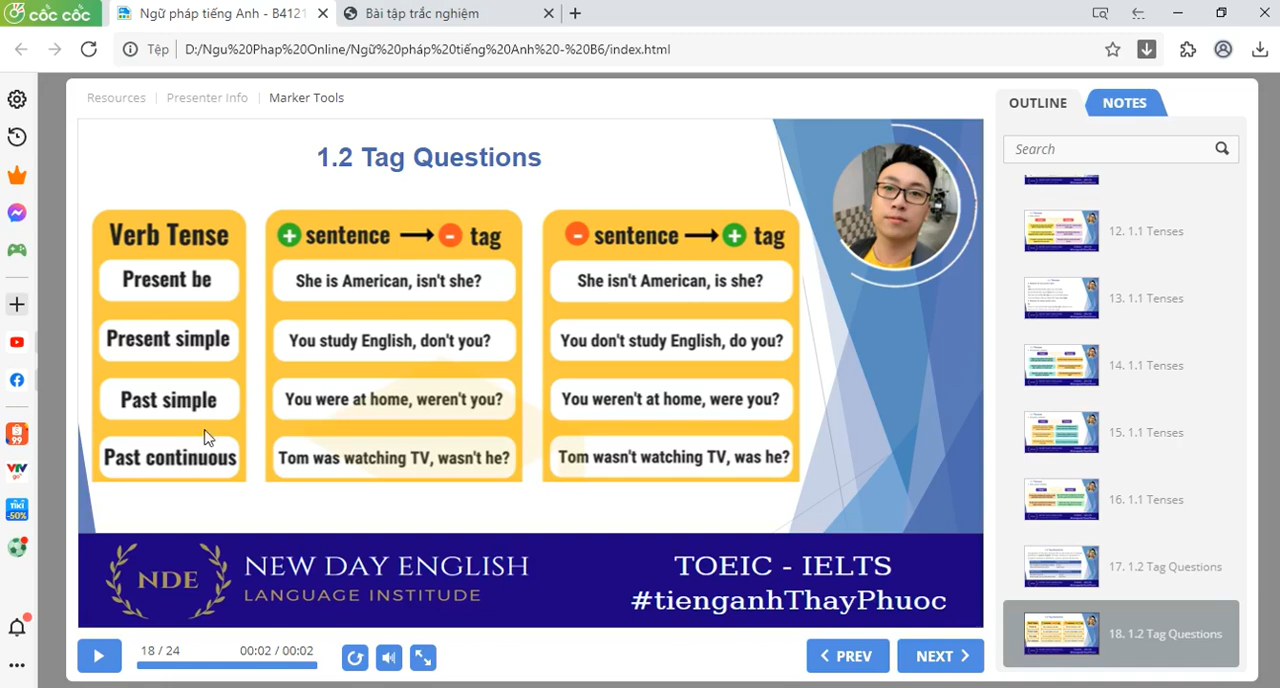 cốc cốc
Ngữ pháp tiếng Anh - B4121
Bài tập trắc nghiệm
Tệp
D:/Ngu%20Phap%20Online/Ngữ%20pháp%20tiếng%20Anh%20-%20B6/index.html
Resources | Presenter Info | Marker Tools
OUTLINE
NOTES
Search
1.2 Tag Questions
Verb Tense
+ sentence → - tag
- sentence → + tag
Present be
She is American, isn't she?
She isn't American, is she?
Present simple
You study English, don't you?
You don't study English, do you?
Past simple
You were at home, weren't you?
You weren't at home, were you?
Past continuous
Tom was watching TV, wasn't he?
Tom wasn't watching TV, was he?
NDE
NEW DAY ENGLISH
LANGUAGE INSTITUDE
TOEIC - IELTS
#tienganhThayPhuoc
12. 1.1 Tenses
13. 1.1 Tenses
14. 1.1 Tenses
15. 1.1 Tenses
16. 1.1 Tenses
17. 1.2 Tag Questions
18. 1.2 Tag Questions
18 / 24
00:02 / 00:02
PREV
NEXT
99
VTV
go
TIKI
-50%